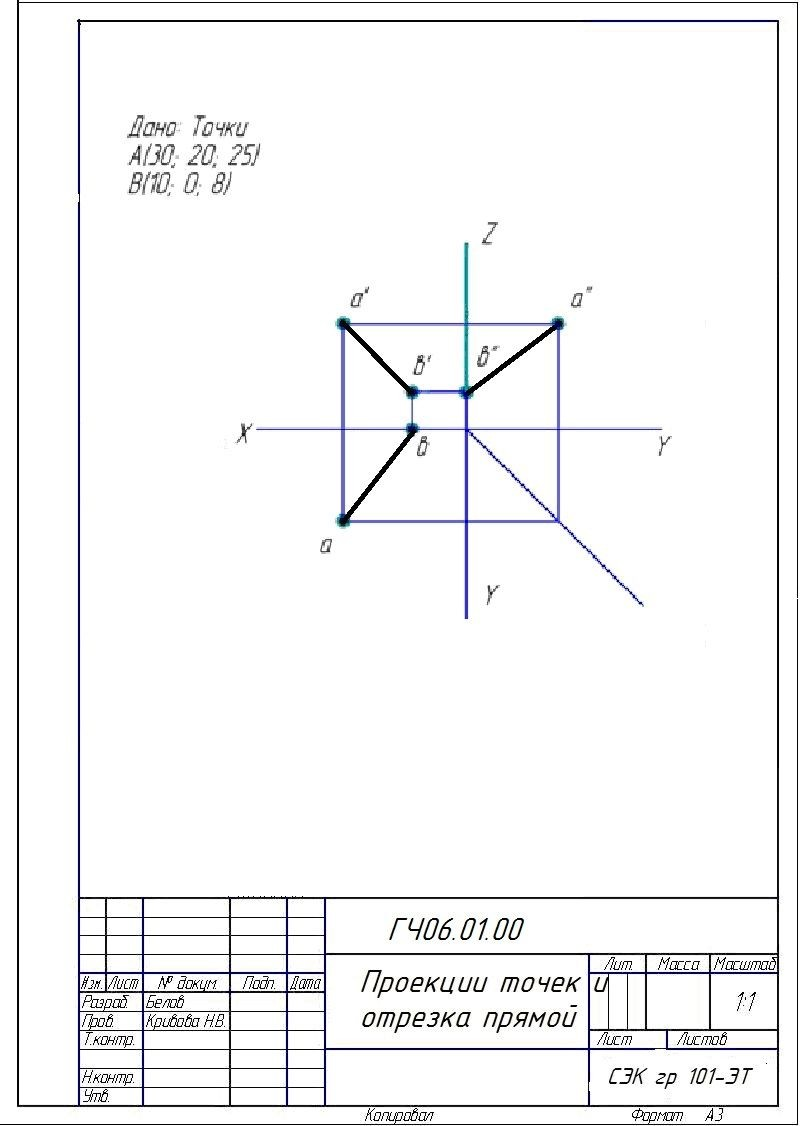 Дано: Точки
А(30; 20; 25)
В(10; 0; 8)
Z
а'
а"
в'
в"
X
в
Y
а
Y
ГЧ06.01.00
Изм. Лист № докум. Подп. Дата
Разраб. Белов
Пров. Кривова Н.В.
Т.контр.
Н.контр.
Утв.
Проекции точек и
отрезка прямой
Лит. Масса Масштаб
1:1
Лист Листов
СЭК гр 101-ЭТ
Копировал Формат А3